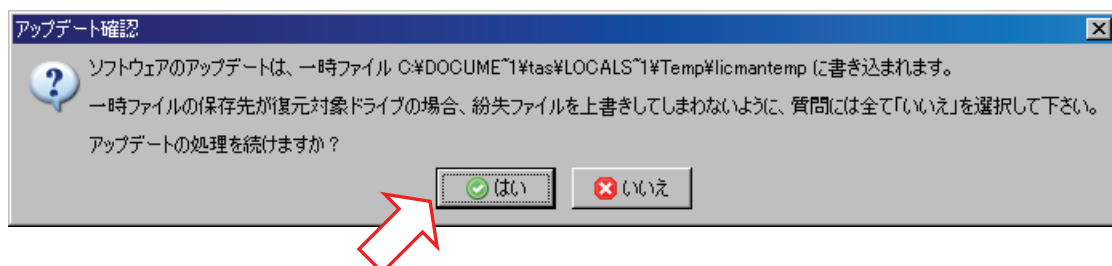 アップデート確認
ソフトウェアのアップデートは、一時ファイル C:¥DOCUME~1¥tas¥LOCALS~1¥Temp¥licmantemp に書き込まれます。
一時ファイルの保存先が復元対象ドライブの場合、紛失ファイルを上書きしてしまわないように、質問には全て「いいえ」を選択して下さい。
アップデートの処理を続けますか？
はい いいえ